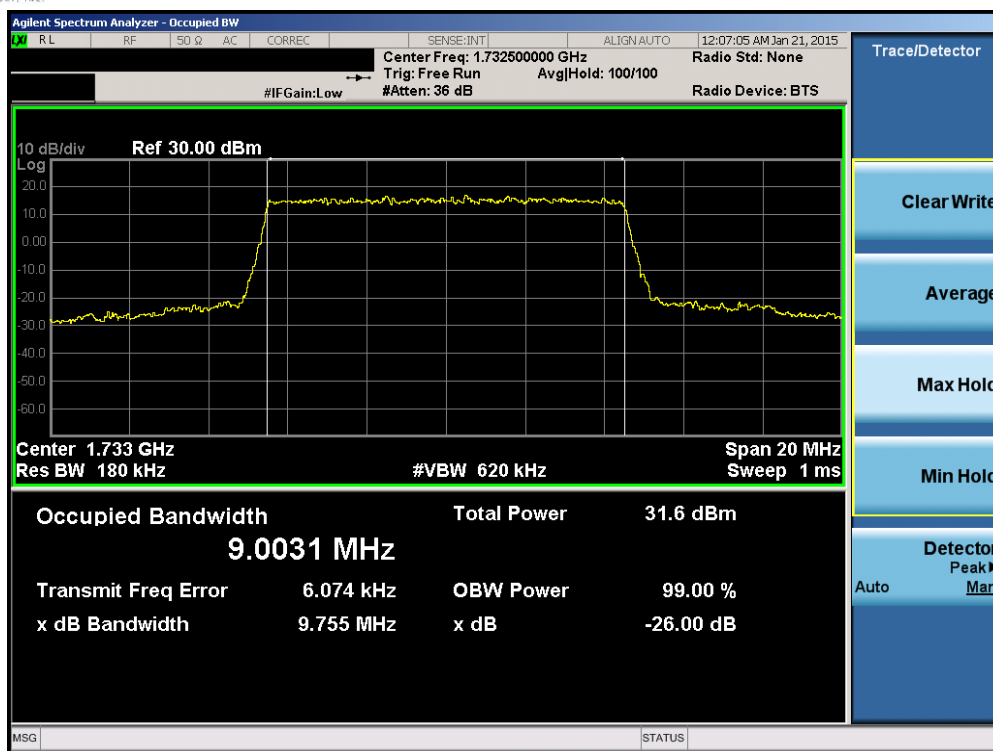 Agilent Spectrum Analyzer - Occupied BW
LXI RL RF 50 Ω AC CORREC SENSE:INT ALIGN AUTO 12:07:05 AM Jan 21, 2015
Center Freq: 1.732500000 GHz Radio Std: None
Trig: Free Run Avg|Hold: 100/100
#IFGain:Low #Atten: 36 dB Radio Device: BTS
Trace/Detector
10 dB/div Ref 30.00 dBm
Log
20.0
10.0
0.00
-10.0
-20.0
-30.0
-40.0
-50.0
-60.0
Center 1.733 GHz Span 20 MHz
Res BW 180 kHz #VBW 620 kHz Sweep 1 ms
Occupied Bandwidth Total Power 31.6 dBm
9.0031 MHz
Transmit Freq Error 6.074 kHz OBW Power 99.00 %
x dB Bandwidth 9.755 MHz x dB -26.00 dB
Clear Write
Average
Max Hold
Min Hold
Detector
Peak
Auto Man
MSG STATUS